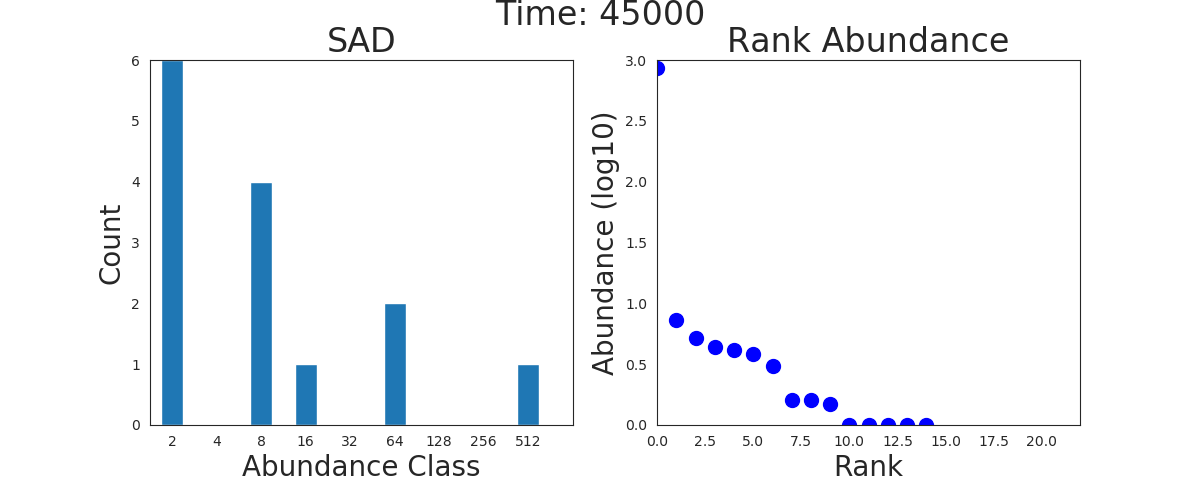 Time: 45000
SAD
6
5
4
3
2
1
0
Count
2 4 8 16 32 64 128 256 512
Abundance Class
Rank Abundance
3.0
2.5
2.0
1.5
1.0
0.5
0.0
Abundance (log10)
0.0 2.5 5.0 7.5 10.0 12.5 15.0 17.5 20.0
Rank